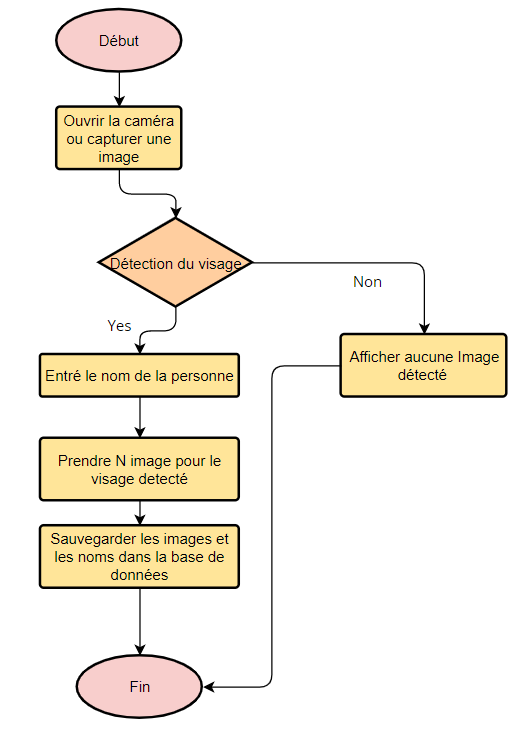 Début
Ouvrir la caméra
ou capturer une
image
Détection du visage
Non
Yes
Afficher aucune Image
détecté
Entré le nom de la personne
Prendre N image pour le
visage detecté
Sauvegarder les images et
les noms dans la base de
données
Fin